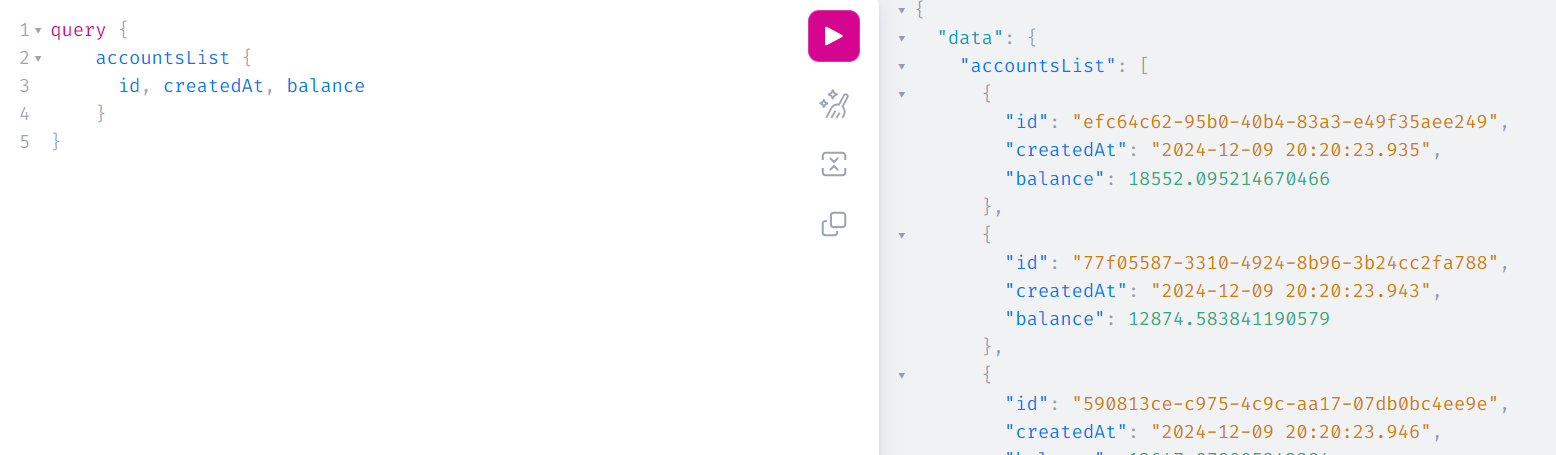 1 query {
2 accountsList {
3 id, createdAt, balance
4 }
5 }
{
"data": {
"accountsList": [
{
"id": "efc64c62-95b0-40b4-83a3-e49f35aee249",
"createdAt": "2024-12-09 20:20:23.935",
"balance": 18552.095214670466
},
{
"id": "77f05587-3310-4924-8b96-3b24cc2fa788",
"createdAt": "2024-12-09 20:20:23.943",
"balance": 12874.583841190579
},
{
"id": "590813ce-c975-4c9c-aa17-07db0bc4ee9e",
"createdAt": "2024-12-09 20:20:23.946",